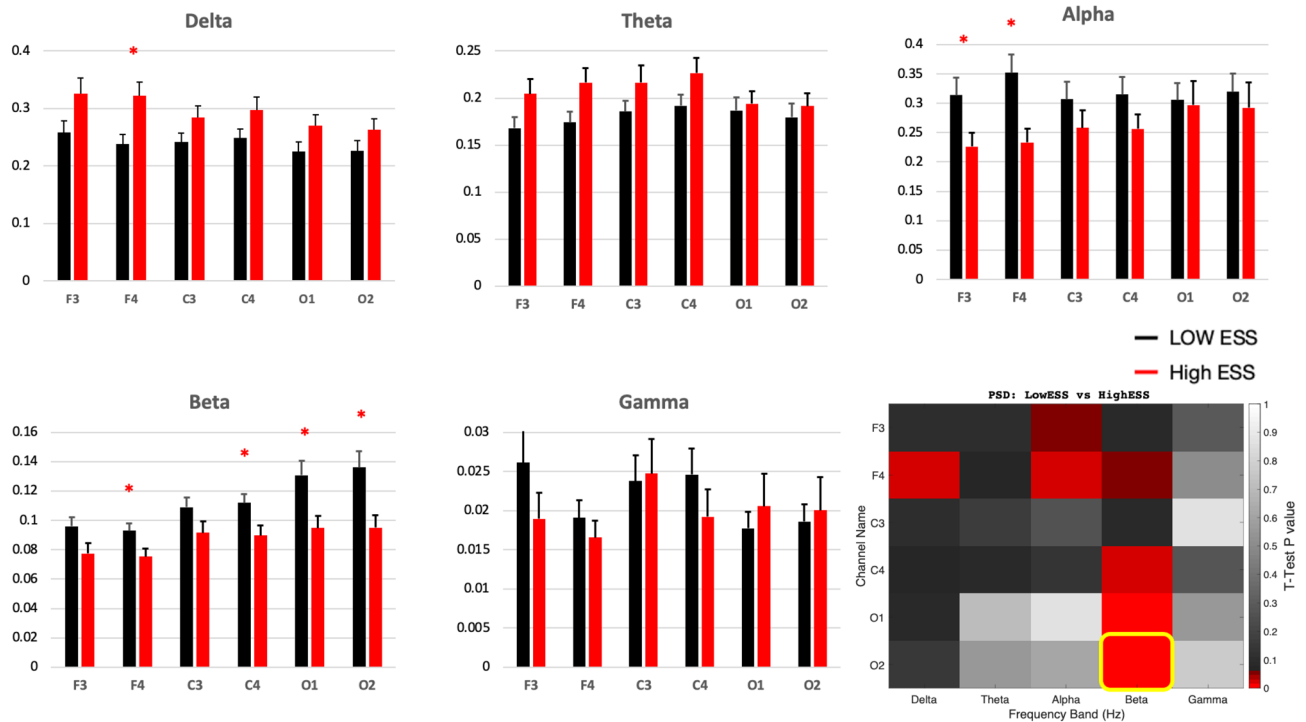 Delta
*
0.4
0.3
0.2
0.1
0
F3 F4 C3 C4 O1 O2
Theta
0.25
0.2
0.15
0.1
0.05
0
F3 F4 C3 C4 O1 O2
Alpha
* *
0.4
0.35
0.3
0.25
0.2
0.15
0.1
0.05
0
F3 F4 C3 C4 O1 O2
LOW ESS
High ESS
Beta
* * * *
0.16
0.14
0.12
0.1
0.08
0.06
0.04
0.02
0
F3 F4 C3 C4 O1 O2
Gamma
0.03
0.025
0.02
0.015
0.01
0.005
0
F3 F4 C3 C4 O1 O2
PSD: LowESS vs HighESS
Channel Name
F3
F4
C3
C4
O1
O2
Delta Theta Alpha Beta Gamma
Frequency Band (Hz)
1
0.9
0.8
0.7
0.6
0.5
0.4
0.3
0.2
0.1
0
T-Test P value